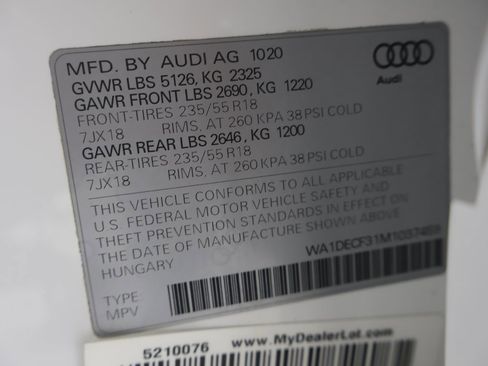 MFD. BY AUDI AG 1020
GVWR LBS 5126, KG 2325
GAWR FRONT LBS 2690, KG 1220
FRONT-TIRES 235/55 R18
7JX18 RIMS, AT 260 KPA 38 PSI COLD
GAWR REAR LBS 2646, KG 1200
REAR-TIRES 235/55 R18
7JX18 RIMS, AT 260 KPA 38 PSI COLD
THIS VEHICLE CONFORMS TO ALL APPLICABLE
U.S. FEDERAL MOTOR VEHICLE SAFETY AND
THEFT PREVENTION STANDARDS IN EFFECT ON
THE DATE OF MANUFACTURE SHOWN ABOVE.
HUNGARY
TYPE:
MPV
Audi
5210076 www.MyDealerLot.com